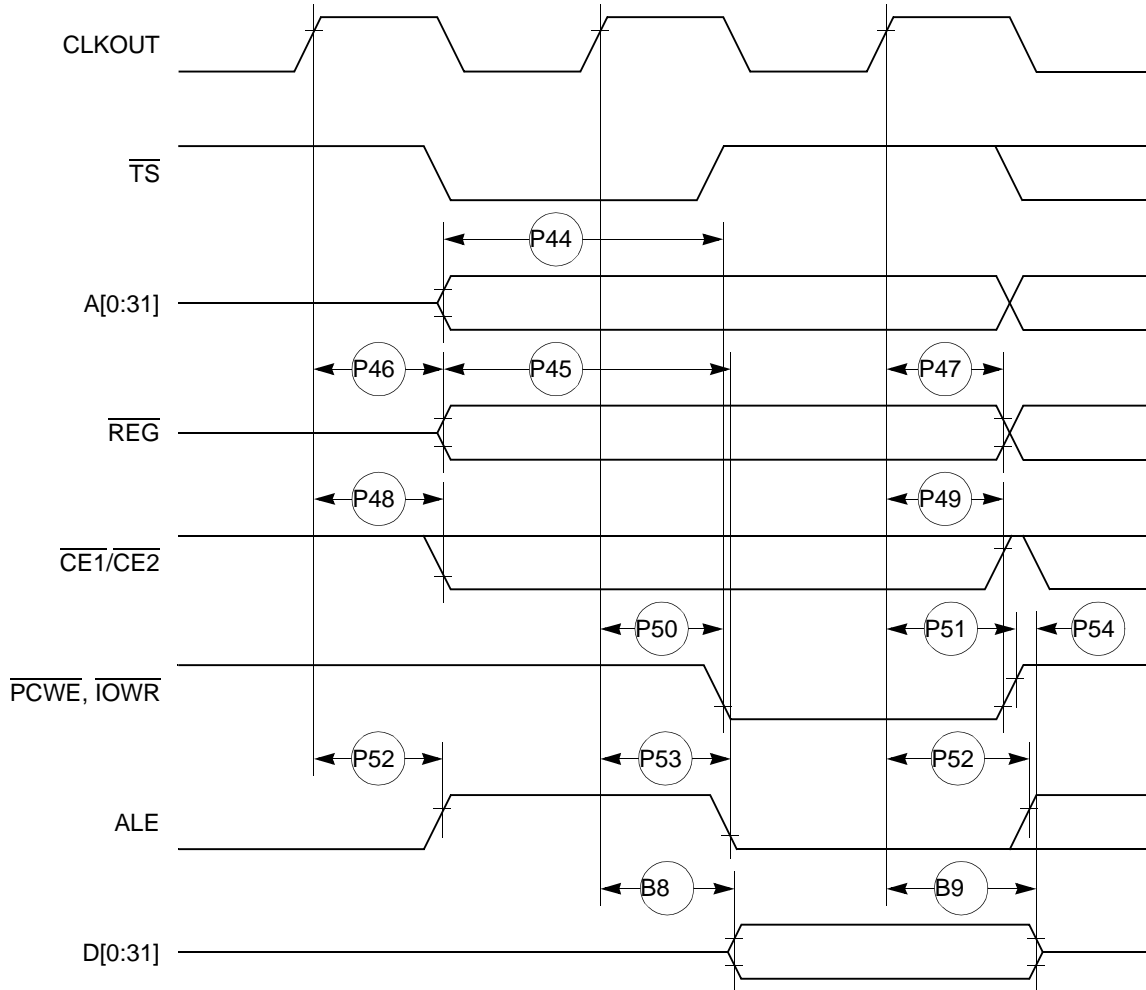 CLKOUT
TS
P44
A[0:31]
P46 P45 P47
REG
P48 P49
CE1/CE2
P50 P51 P54
PCWE, IOWR
P52 P53 P52
ALE
B8 B9
D[0:31]